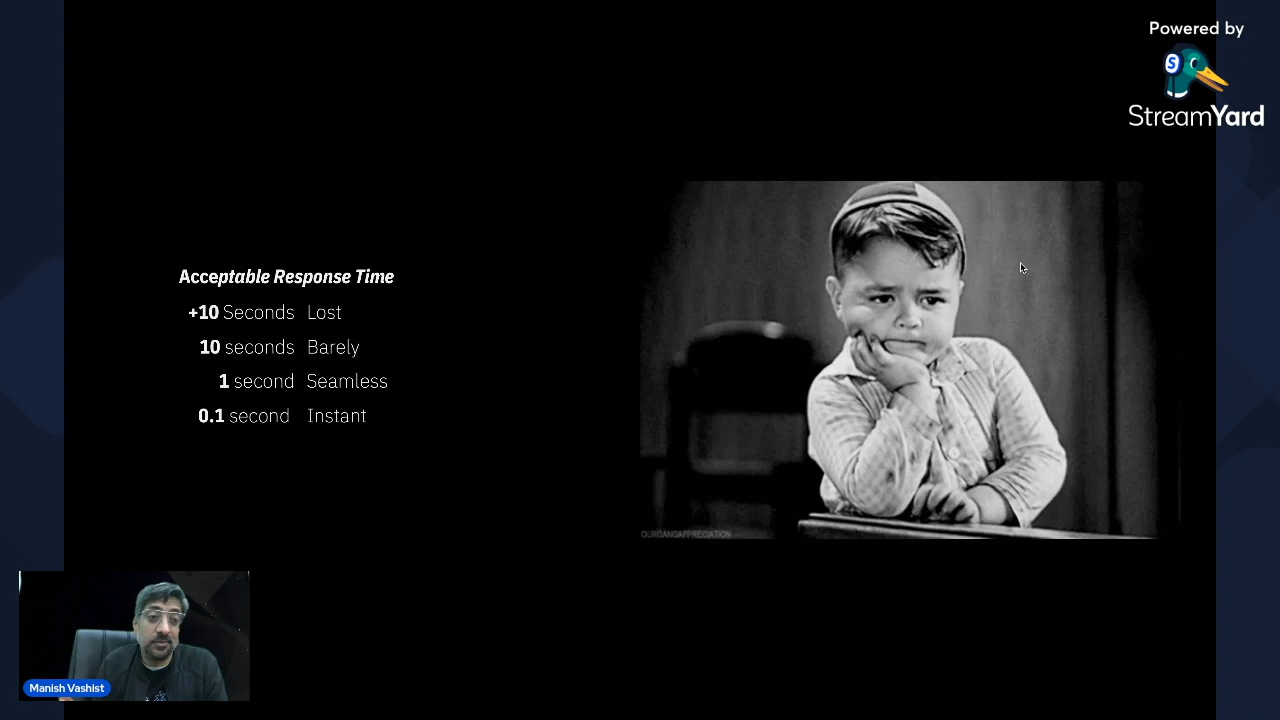 Powered by
StreamYard
Acceptable Response Time
+10 Seconds Lost
10 seconds Barely
1 second Seamless
0.1 second Instant
OURGANGAPPRECIATION
Manish Vashist